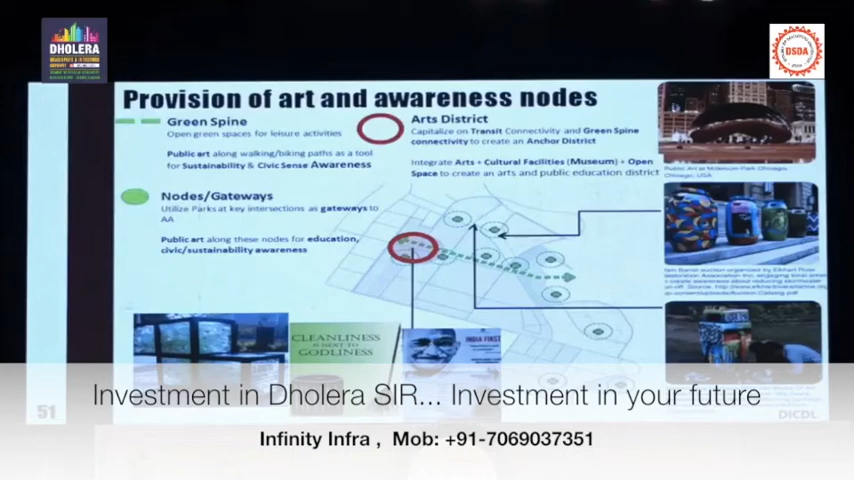 DHOLERA
DSDA
Provision of art and awareness nodes
Green Spine
Open green spaces for leisure activities
Public art along walking/biking paths as a tool
for Sustainability & Civic Sense Awareness
Arts District
Capitalize on Transit Connectivity and Green Spine
connectivity to create an Anchor District
Integrate Arts + Cultural Facilities (Museum) + Open
Space to create an arts and public education district
Nodes/Gateways
Utilize Parks at key intersections as gateways to
AA
Public art along these nodes for education,
civic/sustainability awareness
Public Art at Millenium Park Chicago,
Chicago, USA
CLEANLINESS
IS NEXT TO
GODLINESS
INDIA FIRST
51
DICDL
Investment in Dholera SIR... Investment in your future
Infinity Infra , Mob: +91-7069037351